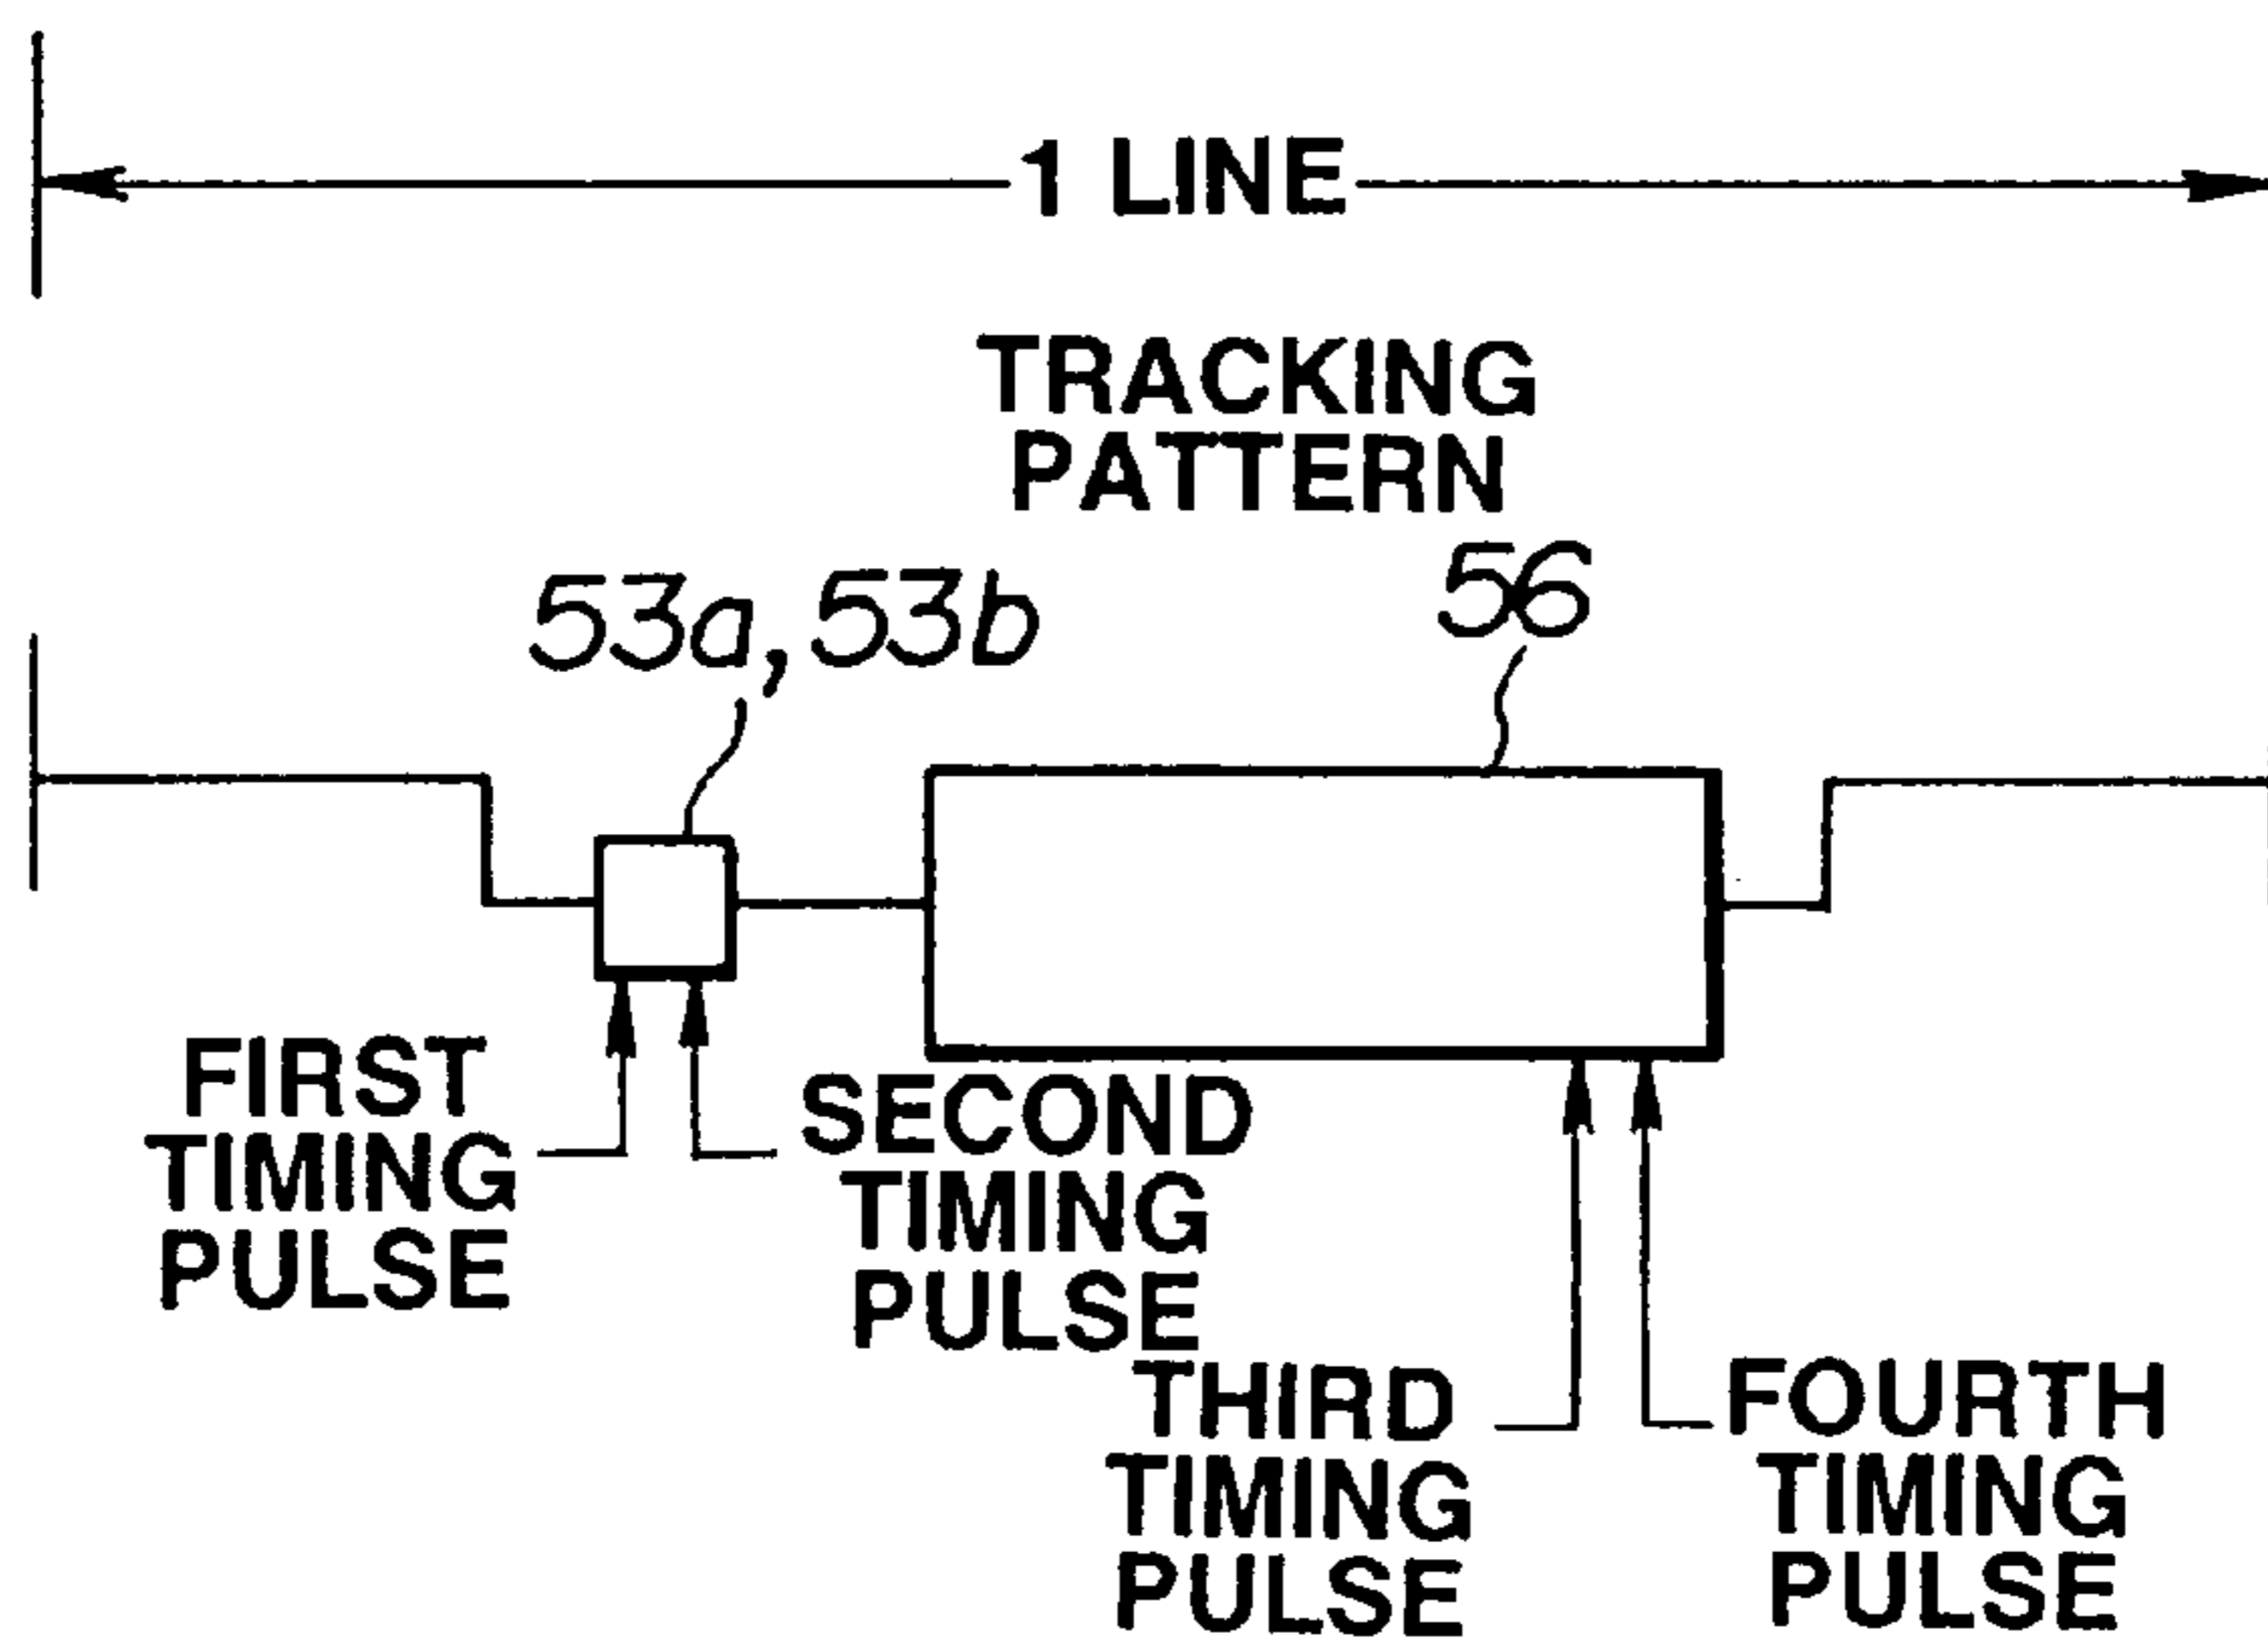 1 LINE
TRACKING
PATTERN
53a, 53b
56
FIRST
TIMING
PULSE
SECOND
TIMING
PULSE
THIRD
TIMING
PULSE
FOURTH
TIMING
PULSE